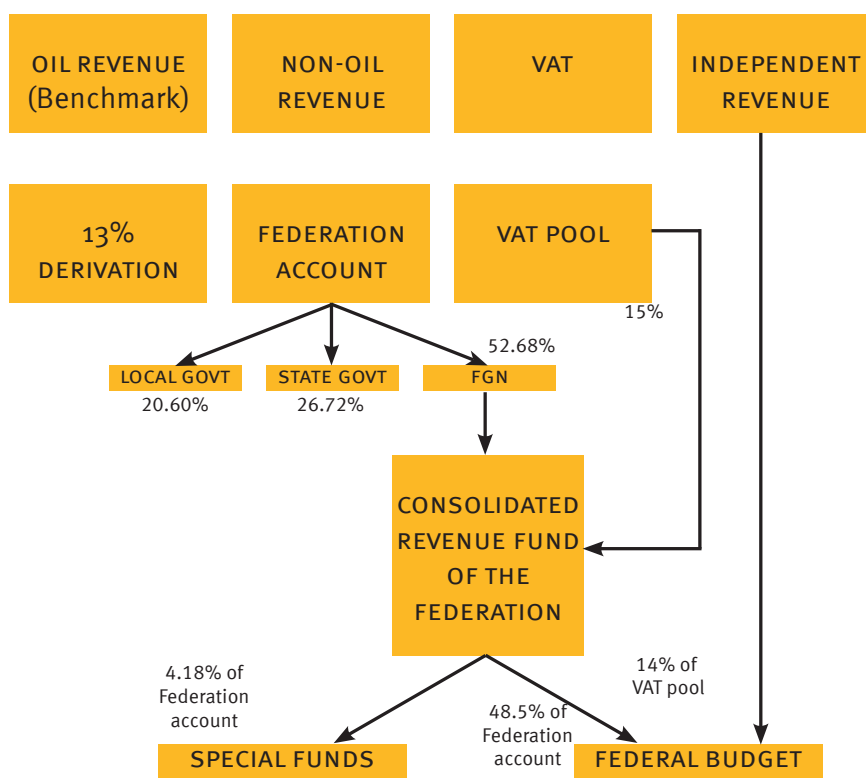 OIL REVENUE
(Benchmark)
NON-OIL
REVENUE
VAT
INDEPENDENT
REVENUE
13%
DERIVATION
FEDERATION
ACCOUNT
VAT POOL
15%
52.68%
LOCAL GOVT
STATE GOVT
FGN
20.60%
26.72%
CONSOLIDATED
REVENUE FUND
OF THE
FEDERATION
4.18% of
Federation
account
14% of
VAT pool
48.5% of
Federation
account
SPECIAL FUNDS
FEDERAL BUDGET